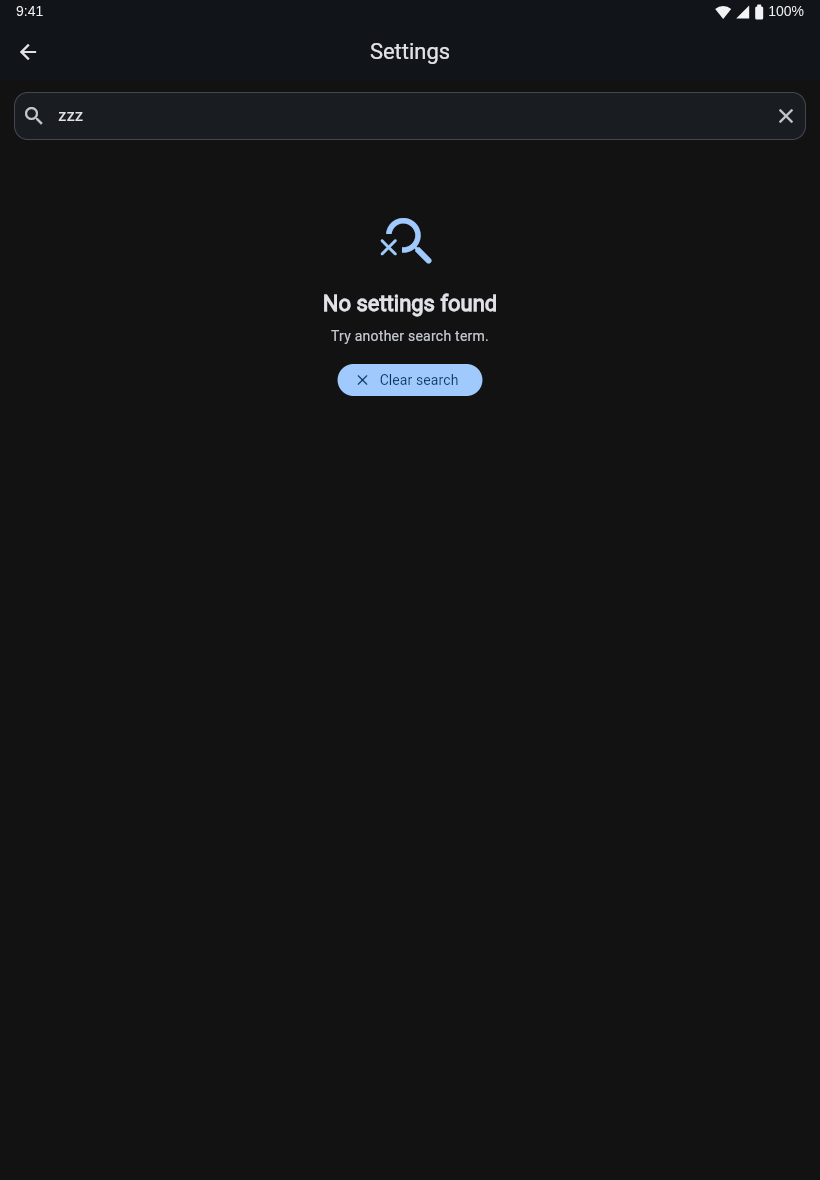 9:41
100%
Settings
zzz
No settings found
Try another search term.
Clear search